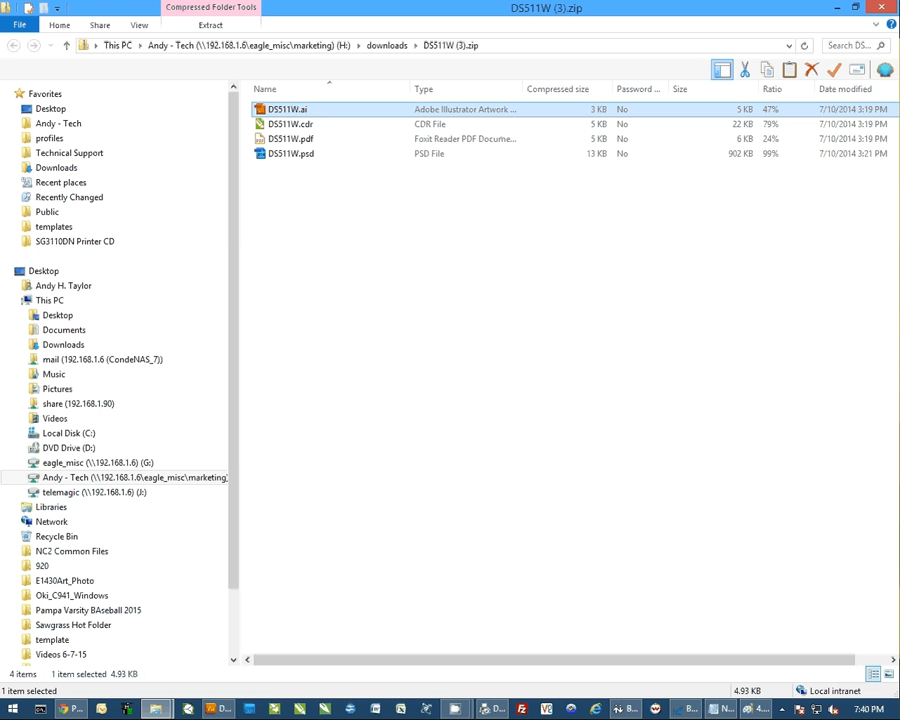 Compressed Folder Tools
DS511W (3).zip
File Home Share View Extract
This PC Andy - Tech (\\192.168.1.6\eagle_misc\marketing) (H:) downloads DS511W (3).zip Search DS...
Name Type Compressed size Password ... Size Ratio Date modified
DS511W.ai Adobe Illustrator Artwork ... 3 KB No 5 KB 47% 7/10/2014 3:19 PM
DS511W.cdr CDR File 5 KB No 22 KB 79% 7/10/2014 3:19 PM
DS511W.pdf Foxit Reader PDF Docume... 5 KB No 6 KB 24% 7/10/2014 3:19 PM
DS511W.psd PSD File 13 KB No 902 KB 99% 7/10/2014 3:21 PM
Favorites
Desktop
Andy - Tech
profiles
Technical Support
Downloads
Recent places
Recently Changed
Public
templates
SG3110DN Printer CD
Desktop
Andy H. Taylor
This PC
Desktop
Documents
Downloads
mail (192.168.1.6 (CondeNAS_7))
Music
Pictures
share (192.168.1.90)
Videos
Local Disk (C:)
DVD Drive (D:)
eagle_misc (\\192.168.1.6) (G:)
Andy - Tech (\\192.168.1.6\eagle_misc\marketing)
telemagic (\\192.168.1.6) (J:)
Libraries
Network
Recycle Bin
NC2 Common Files
920
E1430Art_Photo
Oki_C941_Windows
Pampa Varsity BAseball 2015
Sawgrass Hot Folder
template
Videos 6-7-15
4 items 1 item selected 4.93 KB
1 item selected 4.93 KB Local intranet
P... D... D... B... B... N... 4... 7:40 PM